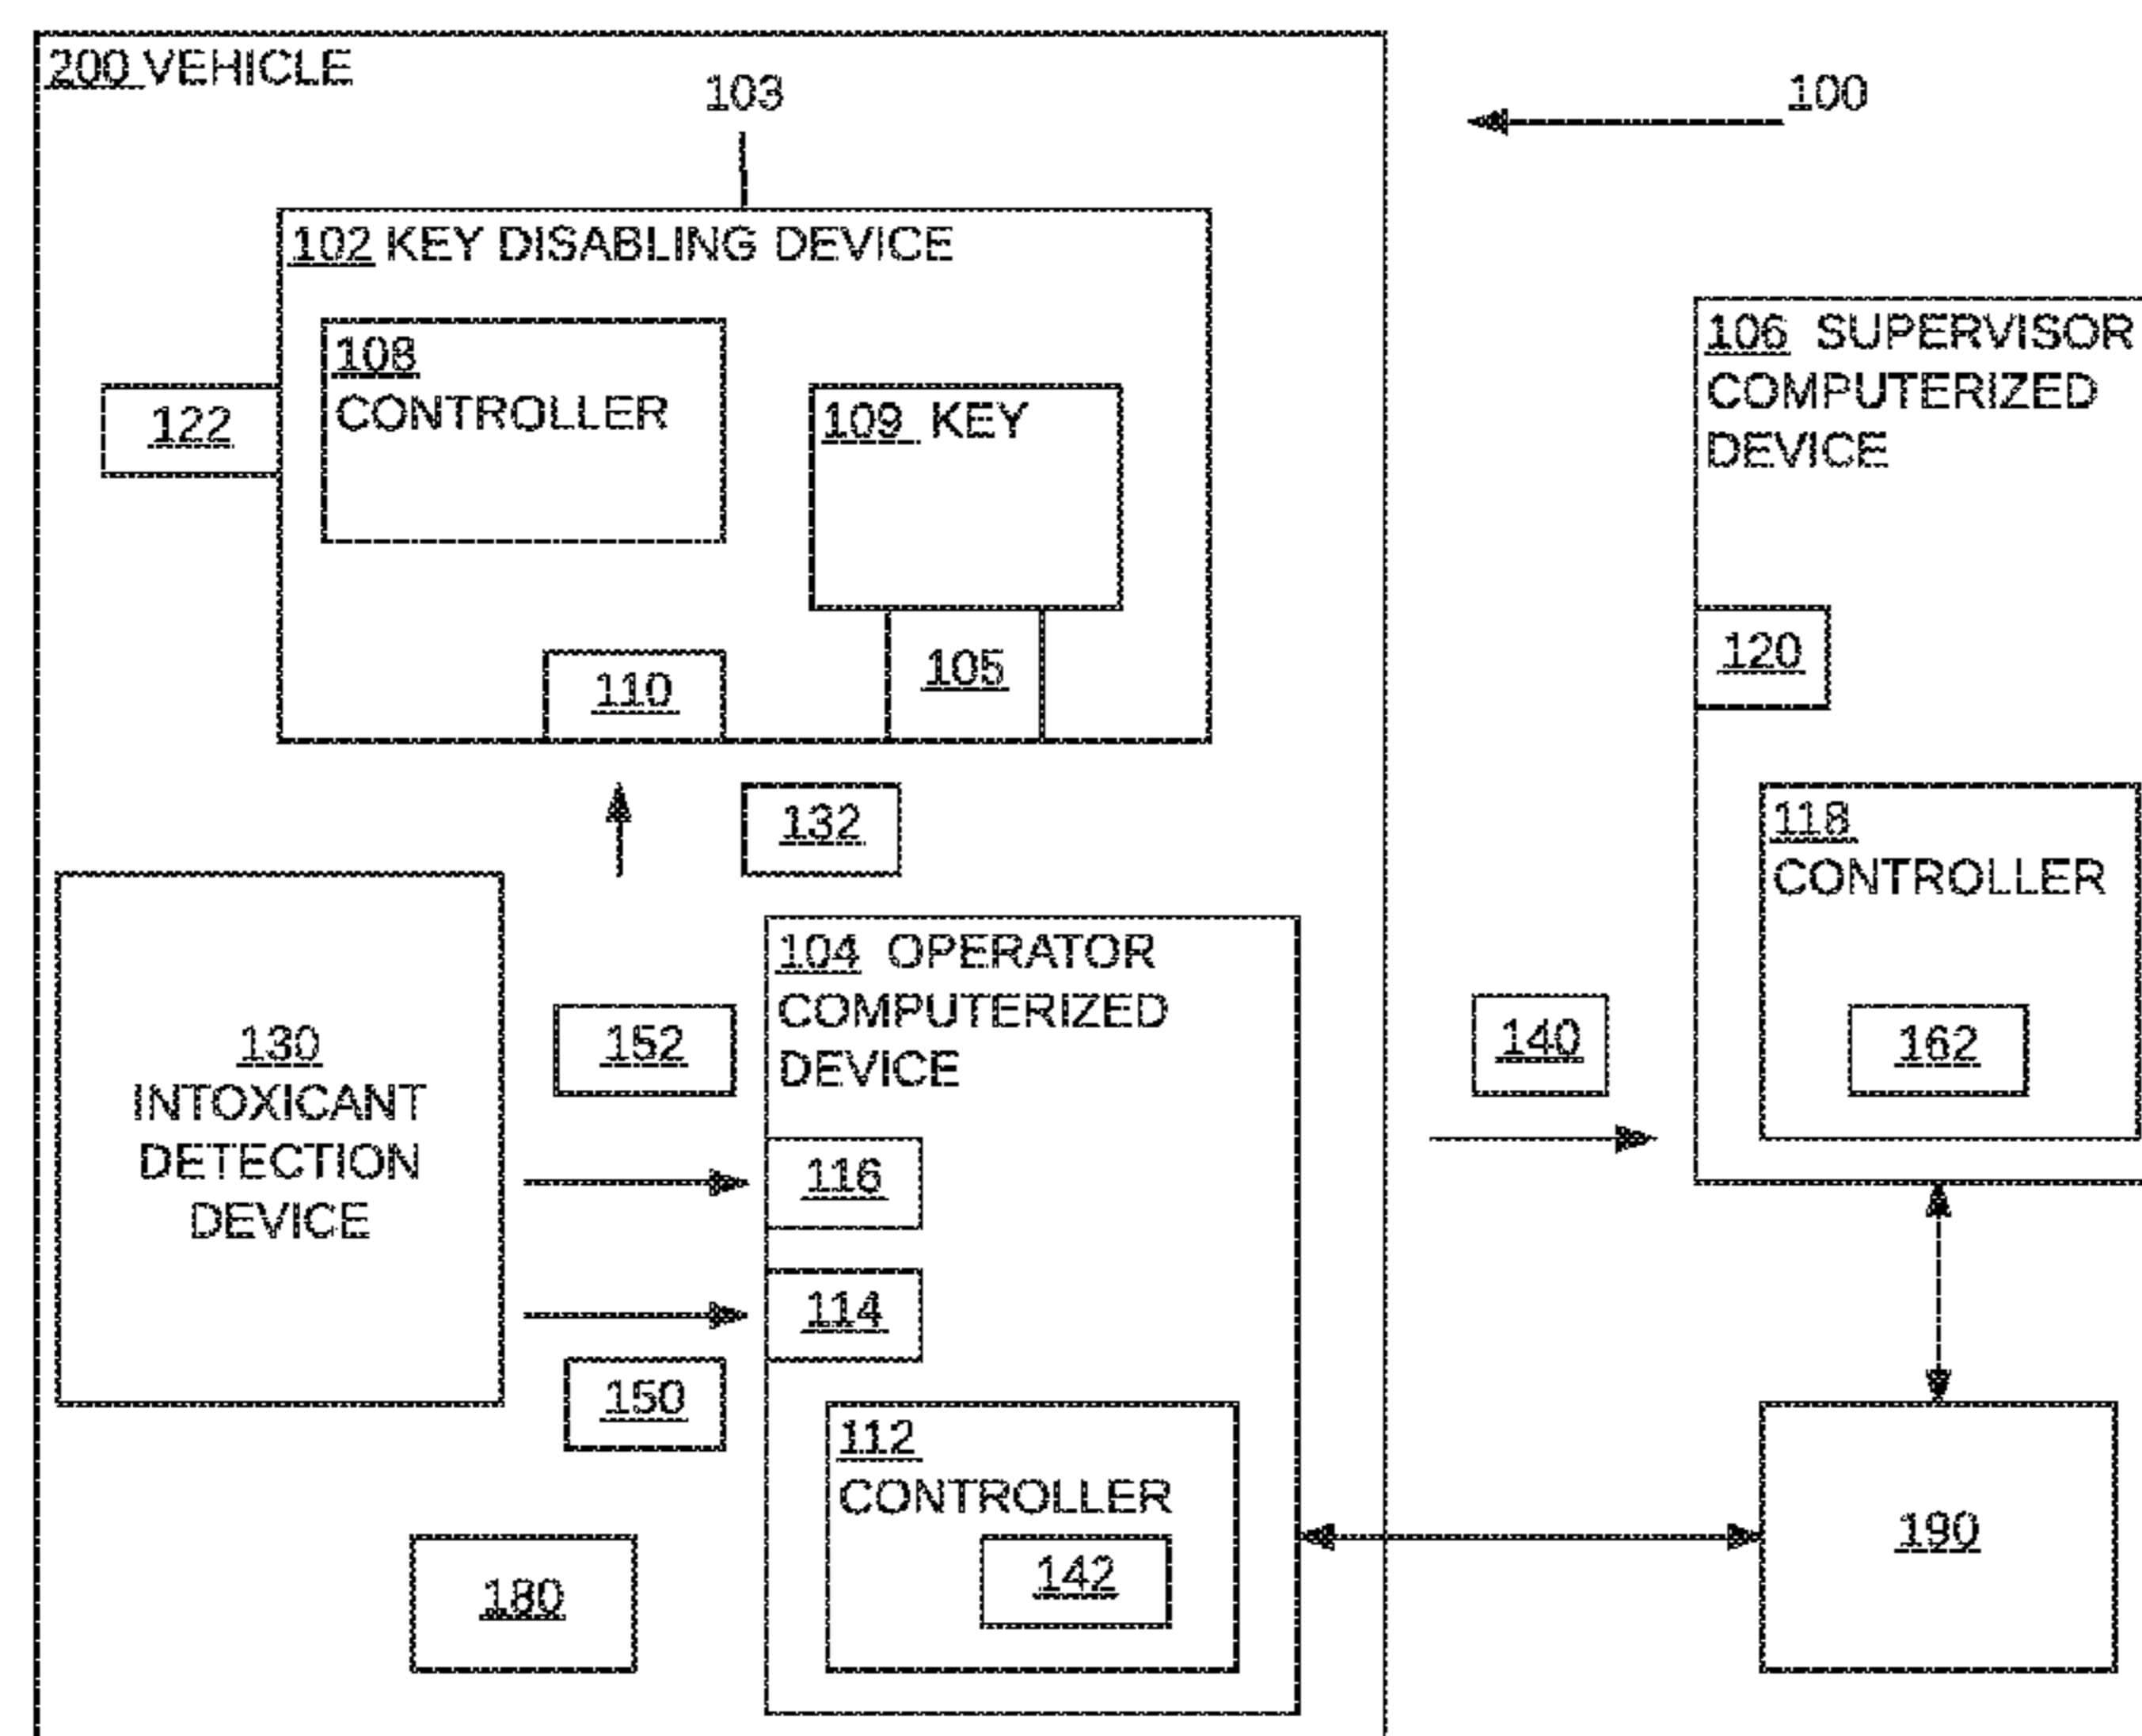 200 VEHICLE
103
100
102 KEY DISABLING DEVICE
108
CONTROLLER
109 KEY
122
105
110
106 SUPERVISOR
COMPUTERIZED
DEVICE
120
118
CONTROLLER
162
132
130
INTOXICANT
DETECTION
DEVICE
152
104 OPERATOR
COMPUTERIZED
DEVICE
116
114
150
112
CONTROLLER
142
140
180
190